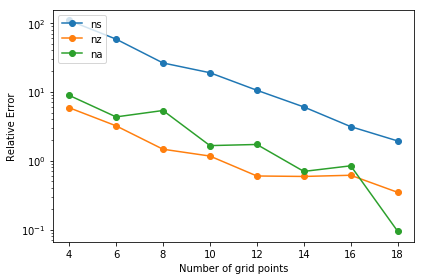 ns
nz
na
Relative Error
10²
10¹
10⁰
10⁻¹
4 6 8 10 12 14 16 18
Number of grid points